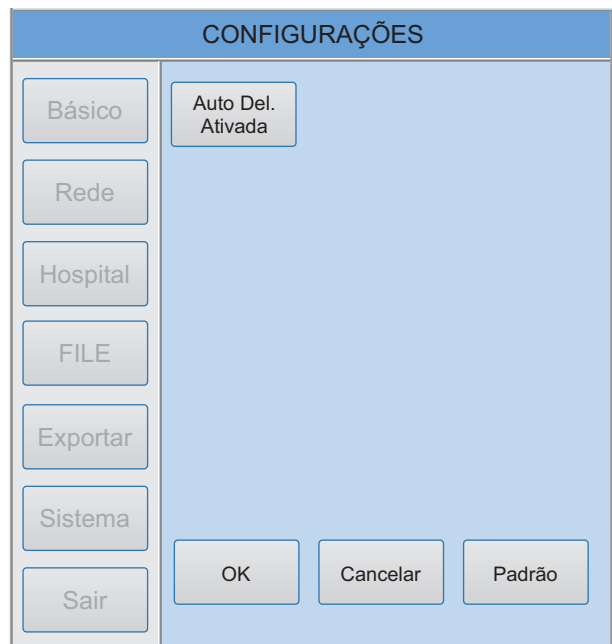 CONFIGURAÇÕES
Básico
Rede
Hospital
FILE
Exportar
Sistema
Sair
Auto Del.
Ativada
OK
Cancelar
Padrão